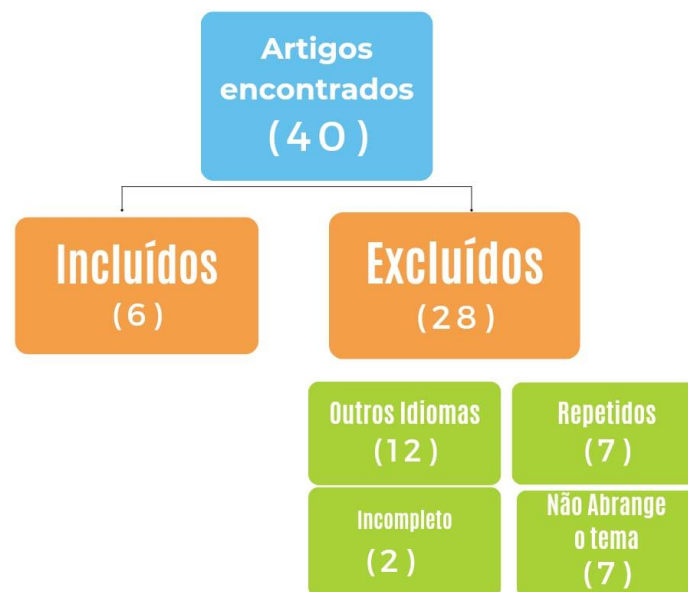 Artigos
encontrados
(40)
Incluídos
(6)
Excluídos
(28)
Outros Idiomas
(12)
Repetidos
(7)
Incompleto
(2)
Não Abrange
o tema
(7)